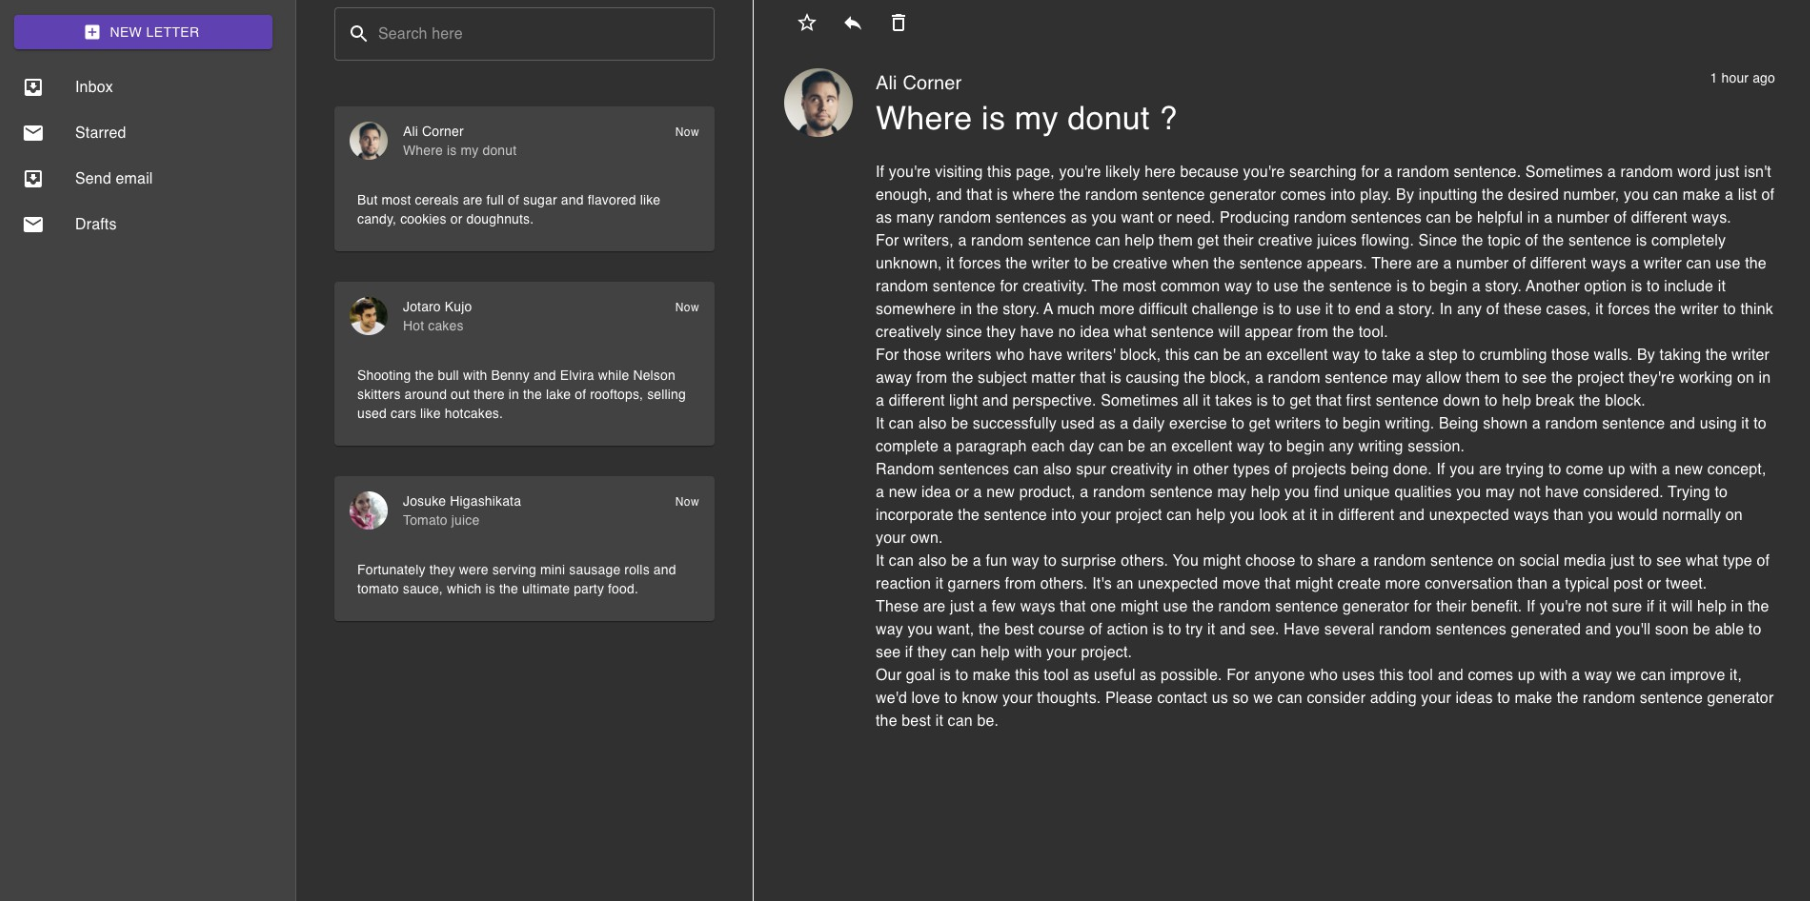 NEW LETTER
Inbox
Starred
Send email
Drafts
Search here
Ali Corner
Now
Where is my donut
But most cereals are full of sugar and flavored like
candy, cookies or doughnuts.
Jotaro Kujo
Now
Hot cakes
Shooting the bull with Benny and Elvira while Nelson
skitters around out there in the lake of rooftops, selling
used cars like hotcakes.
Josuke Higashikata
Now
Tomato juice
Fortunately they were serving mini sausage rolls and
tomato sauce, which is the ultimate party food.
Ali Corner
1 hour ago
Where is my donut ?
If you're visiting this page, you're likely here because you're searching for a random sentence. Sometimes a random word just isn't
enough, and that is where the random sentence generator comes into play. By inputting the desired number, you can make a list of
as many random sentences as you want or need. Producing random sentences can be helpful in a number of different ways.
For writers, a random sentence can help them get their creative juices flowing. Since the topic of the sentence is completely
unknown, it forces the writer to be creative when the sentence appears. There are a number of different ways a writer can use the
random sentence for creativity. The most common way to use the sentence is to begin a story. Another option is to include it
somewhere in the story. A much more difficult challenge is to use it to end a story. In any of these cases, it forces the writer to think
creatively since they have no idea what sentence will appear from the tool.
For those writers who have writers' block, this can be an excellent way to take a step to crumbling those walls. By taking the writer
away from the subject matter that is causing the block, a random sentence may allow them to see the project they're working on in
a different light and perspective. Sometimes all it takes is to get that first sentence down to help break the block.
It can also be successfully used as a daily exercise to get writers to begin writing. Being shown a random sentence and using it to
complete a paragraph each day can be an excellent way to begin any writing session.
Random sentences can also spur creativity in other types of projects being done. If you are trying to come up with a new concept,
a new idea or a new product, a random sentence may help you find unique qualities you may not have considered. Trying to
incorporate the sentence into your project can help you look at it in different and unexpected ways than you would normally on
your own.
It can also be a fun way to surprise others. You might choose to share a random sentence on social media just to see what type of
reaction it garners from others. It's an unexpected move that might create more conversation than a typical post or tweet.
These are just a few ways that one might use the random sentence generator for their benefit. If you're not sure if it will help in the
way you want, the best course of action is to try it and see. Have several random sentences generated and you'll soon be able to
see if they can help with your project.
Our goal is to make this tool as useful as possible. For anyone who uses this tool and comes up with a way we can improve it,
we'd love to know your thoughts. Please contact us so we can consider adding your ideas to make the random sentence generator
the best it can be.